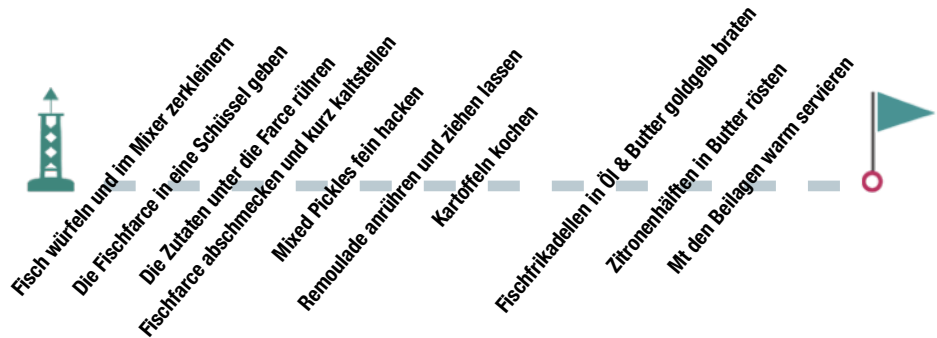 Fisch würfeln und im Mixer zerkleinern
Die Fischfarce in eine Schüssel geben
Die Zutaten unter die Farce rühren
Fischfarce abschmecken und kurz kaltstellen
Mixed Pickles fein hacken
Remoulade anrühren und ziehen lassen
Kartoffeln kochen
Fischfrikadellen in Öl & Butter goldgelb braten
Zitronenhälften in Butter rösten
Mt den Beilagen warm servieren